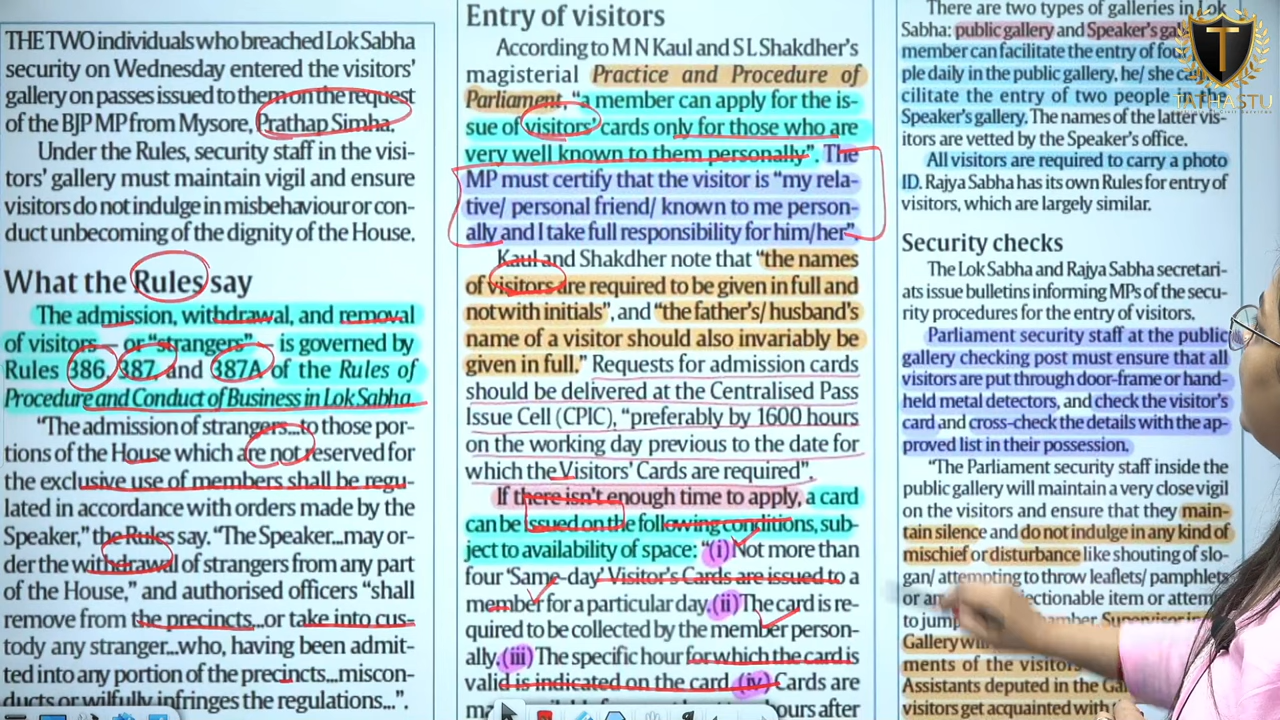 THE TWO individuals who breached Lok Sabha
security on Wednesday entered the visitors'
gallery on passes issued to them on the request
of the BJP MP from Mysore, Prathap Simha.
Under the Rules, security staff in the visi-
tors' gallery must maintain vigil and ensure
visitors do not indulge in misbehaviour or con-
duct unbecoming of the dignity of the House.
What the Rules say
The admission, withdrawal, and removal
of visitors — or "strangers" — is governed by
Rules 386, 387, and 387A of the Rules of
Procedure and Conduct of Business in Lok Sabha.
"The admission of strangers...to those por-
tions of the House which are not reserved for
the exclusive use of members shall be regu-
lated in accordance with orders made by the
Speaker," the Rules say. "The Speaker...may or-
der the withdrawal of strangers from any part
of the House," and authorised officers "shall
remove from the precincts...or take into cus-
tody any stranger...who, having been admit-
ted into any portion of the precincts...miscon-
ducts or wilfully infringes the regulations...".
Entry of visitors
According to M N Kaul and S L Shakdher's
magisterial Practice and Procedure of
Parliament, "a member can apply for the is-
sue of visitors' cards only for those who are
very well known to them personally". The
MP must certify that the visitor is "my rela-
tive/ personal friend/ known to me person-
ally and I take full responsibility for him/her".
Kaul and Shakdher note that "the names
of visitors are required to be given in full and
not with initials", and "the father's/ husband's
name of a visitor should also invariably be
given in full." Requests for admission cards
should be delivered at the Centralised Pass
Issue Cell (CPIC), "preferably by 1600 hours
on the working day previous to the date for
which the Visitors' Cards are required".
If there isn't enough time to apply, a card
can be issued on the following conditions, sub-
ject to availability of space: "(i) Not more than
four 'Same-day' Visitor's Cards are issued to a
member for a particular day. (ii) The card is re-
quired to be collected by the member person-
ally. (iii) The specific hour for which the card is
valid is indicated on the card. (iv) Cards are
hours after
There are two types of galleries in Lok
Sabha: public gallery and Speaker's
member can facilitate the entry of
ple daily in the public gallery, he/ she
cilitate the entry of two people in the
Speaker's gallery. The names of the latter vis-
itors are vetted by the Speaker's office.
All visitors are required to carry a photo
ID. Rajya Sabha has its own Rules for entry of
visitors, which are largely similar.
Security checks
The Lok Sabha and Rajya Sabha secretari-
ats issue bulletins informing MPs of the secu-
rity procedures for the entry of visitors.
Parliament security staff at the public
gallery checking post must ensure that all
visitors are put through door-frame or hand-
held metal detectors, and check the visitor's
card and cross-check the details with the ap-
proved list in their possession.
"The Parliament security staff inside the
public gallery will maintain a very close vigil
on the visitors and ensure that they main-
tain silence and do not indulge in any kind of
mischief or disturbance like shouting of slo-
gan/ attempting to throw leaflets/ pamphlets
or
to
Supervisor
Gallery
ments of the visitors
Assistants deputed in the
visitors get acquainted with
T
TATHASTU